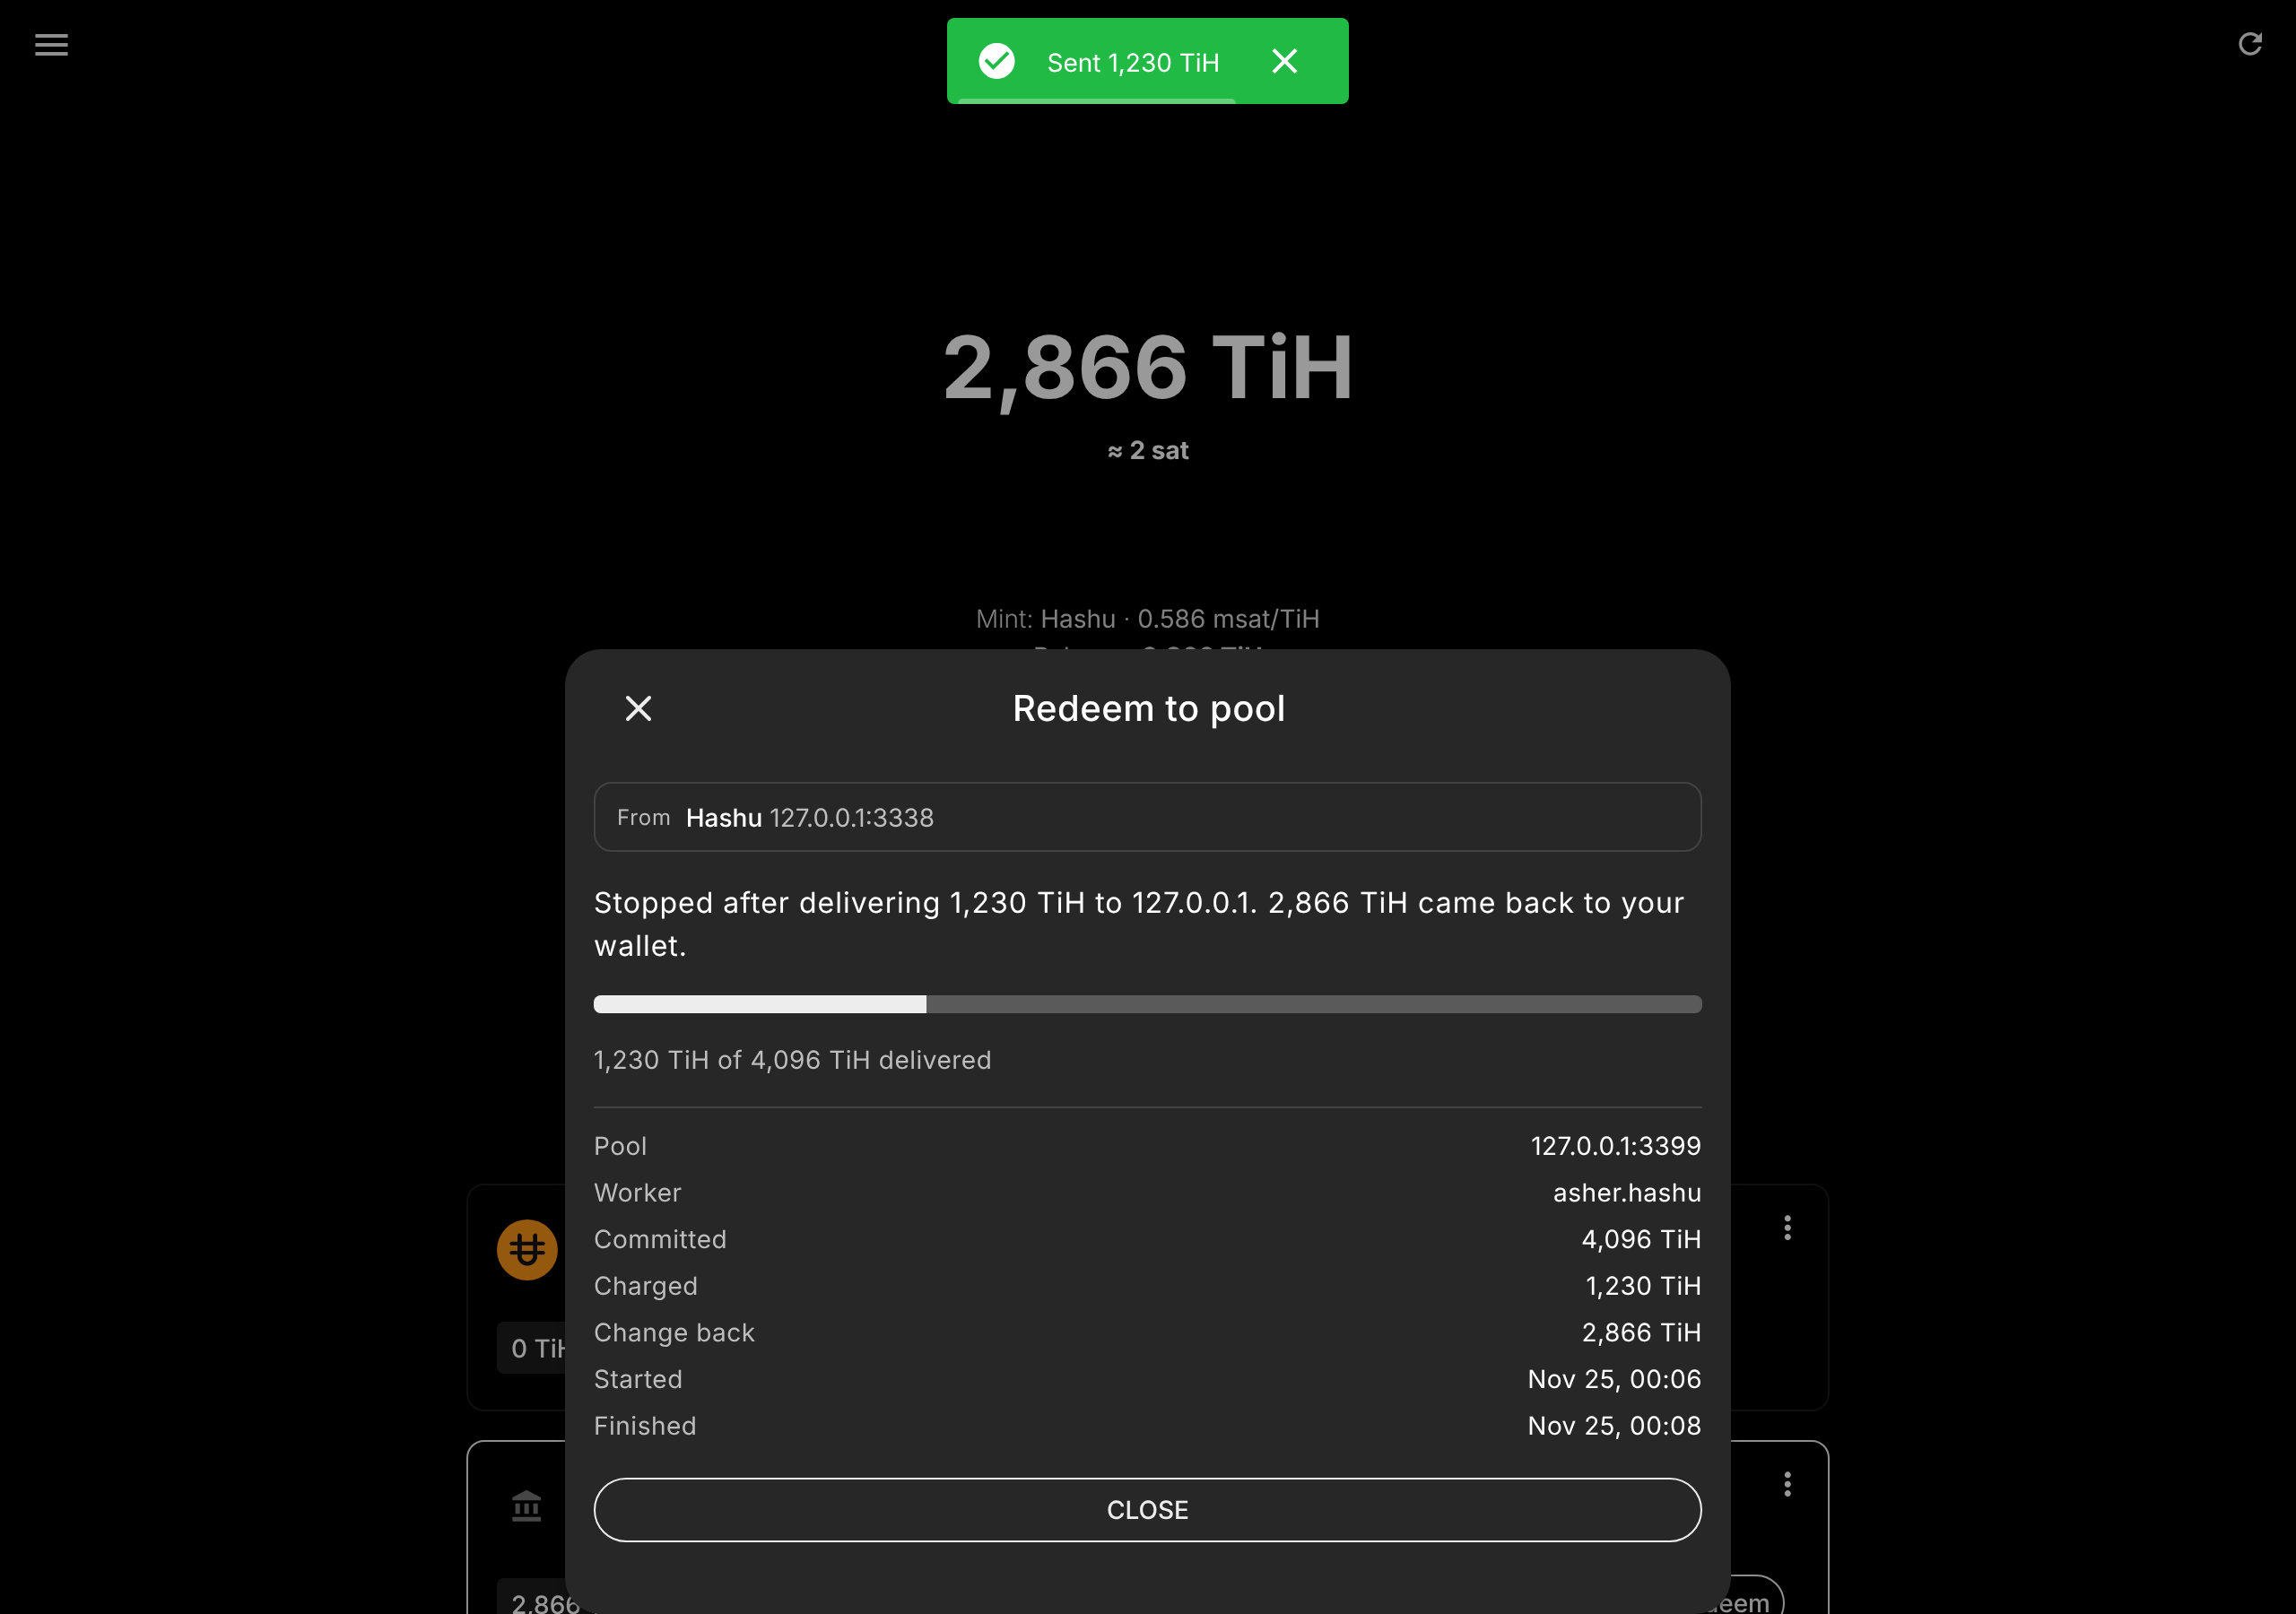 Sent 1,230 TiH
2,866 TiH
≈ 2 sat
Mint: Hashu · 0.586 msat/TiH
Redeem to pool
From Hashu 127.0.0.1:3338
Stopped after delivering 1,230 TiH to 127.0.0.1. 2,866 TiH came back to your
wallet.
1,230 TiH of 4,096 TiH delivered
Pool 127.0.0.1:3399
Worker asher.hashu
Committed 4,096 TiH
Charged 1,230 TiH
Change back 2,866 TiH
Started Nov 25, 00:06
Finished Nov 25, 00:08
0 TiH
CLOSE
2,866